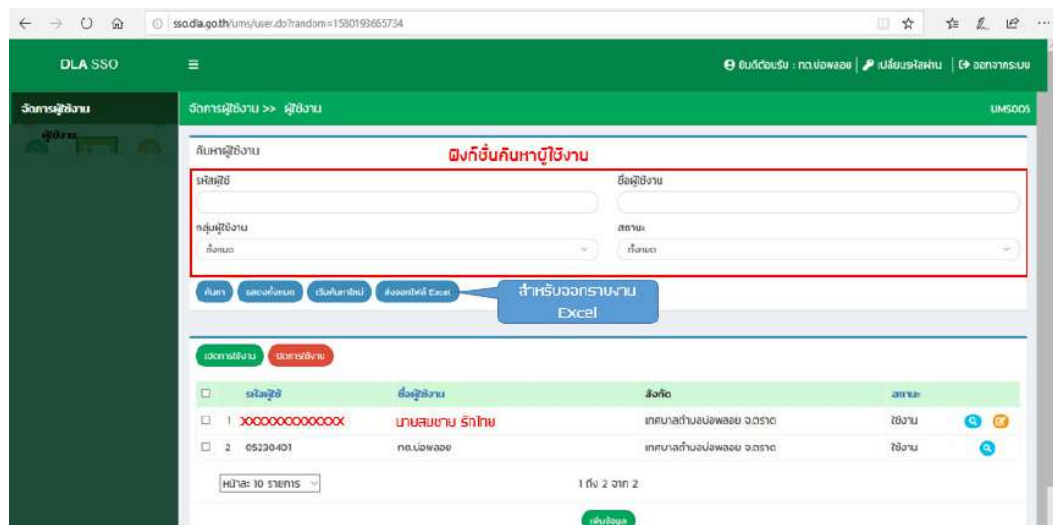 sso.dla.go.th/ums/user.do?random=1580193665734
DLA SSO
ยินดีต้อนรับ : ทต.บ่อพลอย | เปลี่ยนรหัสผ่าน | ออกจากระบบ
จัดการผู้ใช้งาน
จัดการผู้ใช้งาน >> ผู้ใช้งาน
UMS005
ผู้ใช้งาน
ค้นหาผู้ใช้งาน
ฟังก์ชั่นค้นหาผู้ใช้งาน
รหัสผู้ใช้ ชื่อผู้ใช้งาน
กลุ่มผู้ใช้งาน สถานะ
ทั้งหมด ทั้งหมด
ค้นหา แสดงทั้งหมด เริ่มค้นหาใหม่ ส่งออกไฟล์ Excel
สำหรับออกรายงาน
Excel
เปิดการใช้งาน ปิดการใช้งาน
รหัสผู้ใช้ ชื่อผู้ใช้งาน สังกัด สถานะ
1 XXXXXXXXXXXXX นายสมชาย รักไทย เทศบาลตำบลบ่อพลอย จ.ตราด ใช้งาน
2 05230401 ทต.บ่อพลอย เทศบาลตำบลบ่อพลอย จ.ตราด ใช้งาน
หน้าละ 10 รายการ 1 ถึง 2 จาก 2
เพิ่มข้อมูล